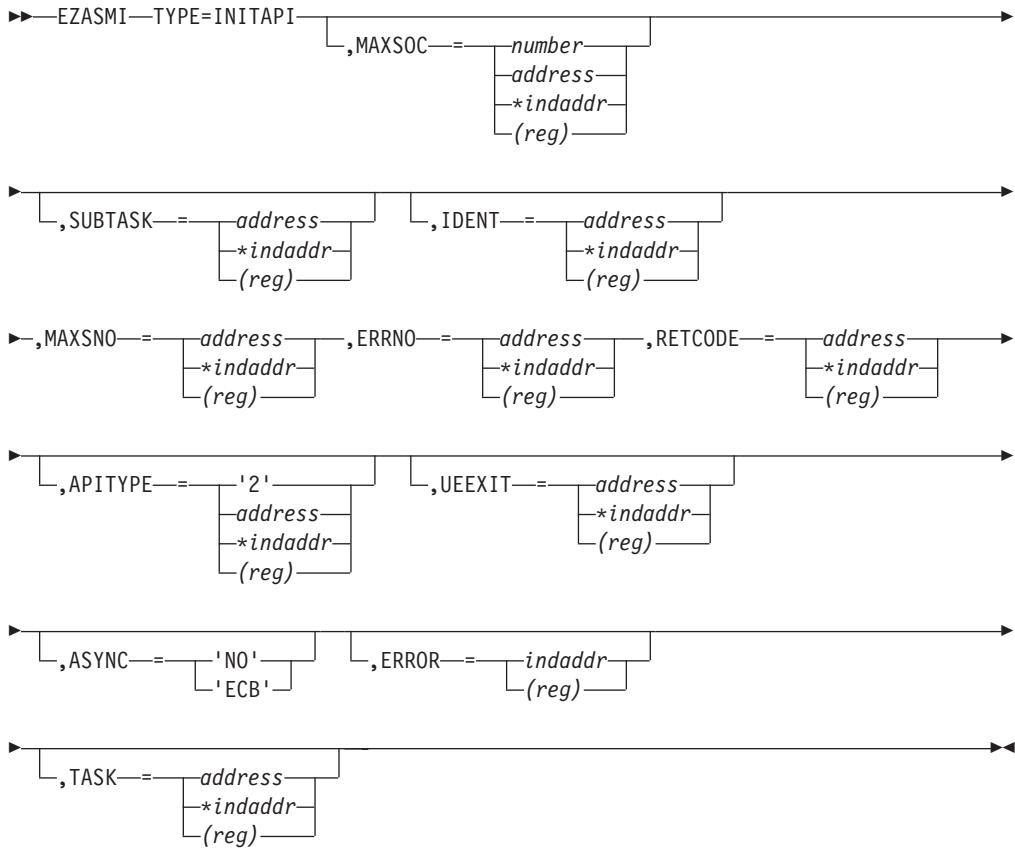 EZASMI TYPE=INITAPI
,MAXSOC = number
address
*indaddr
(reg)
,SUBTASK = address ,IDENT = address
*indaddr *indaddr
(reg) (reg)
,MAXSNO = address ,ERRNO = address ,RETCODE = address
*indaddr *indaddr *indaddr
(reg) (reg) (reg)
,APITYPE = '2' ,UEEXIT = address
address *indaddr
*indaddr (reg)
(reg)
,ASYNC = 'NO' ,ERROR = indaddr
'ECB' (reg)
,TASK = address
*indaddr
(reg)